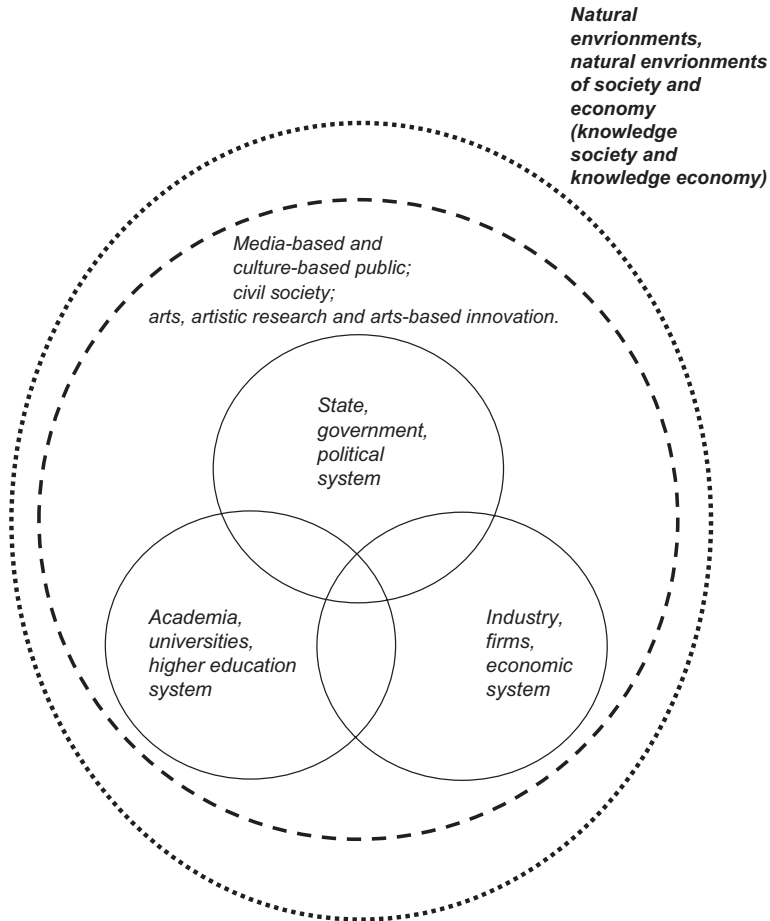 Natural
envrionments,
natural envrionments
of society and
economy
(knowledge
society and
knowledge economy)
Media-based and
culture-based public;
civil society;
arts, artistic research and arts-based innovation.
State,
government,
political
system
Academia,
universities,
higher education
system
Industry,
firms,
economic
system